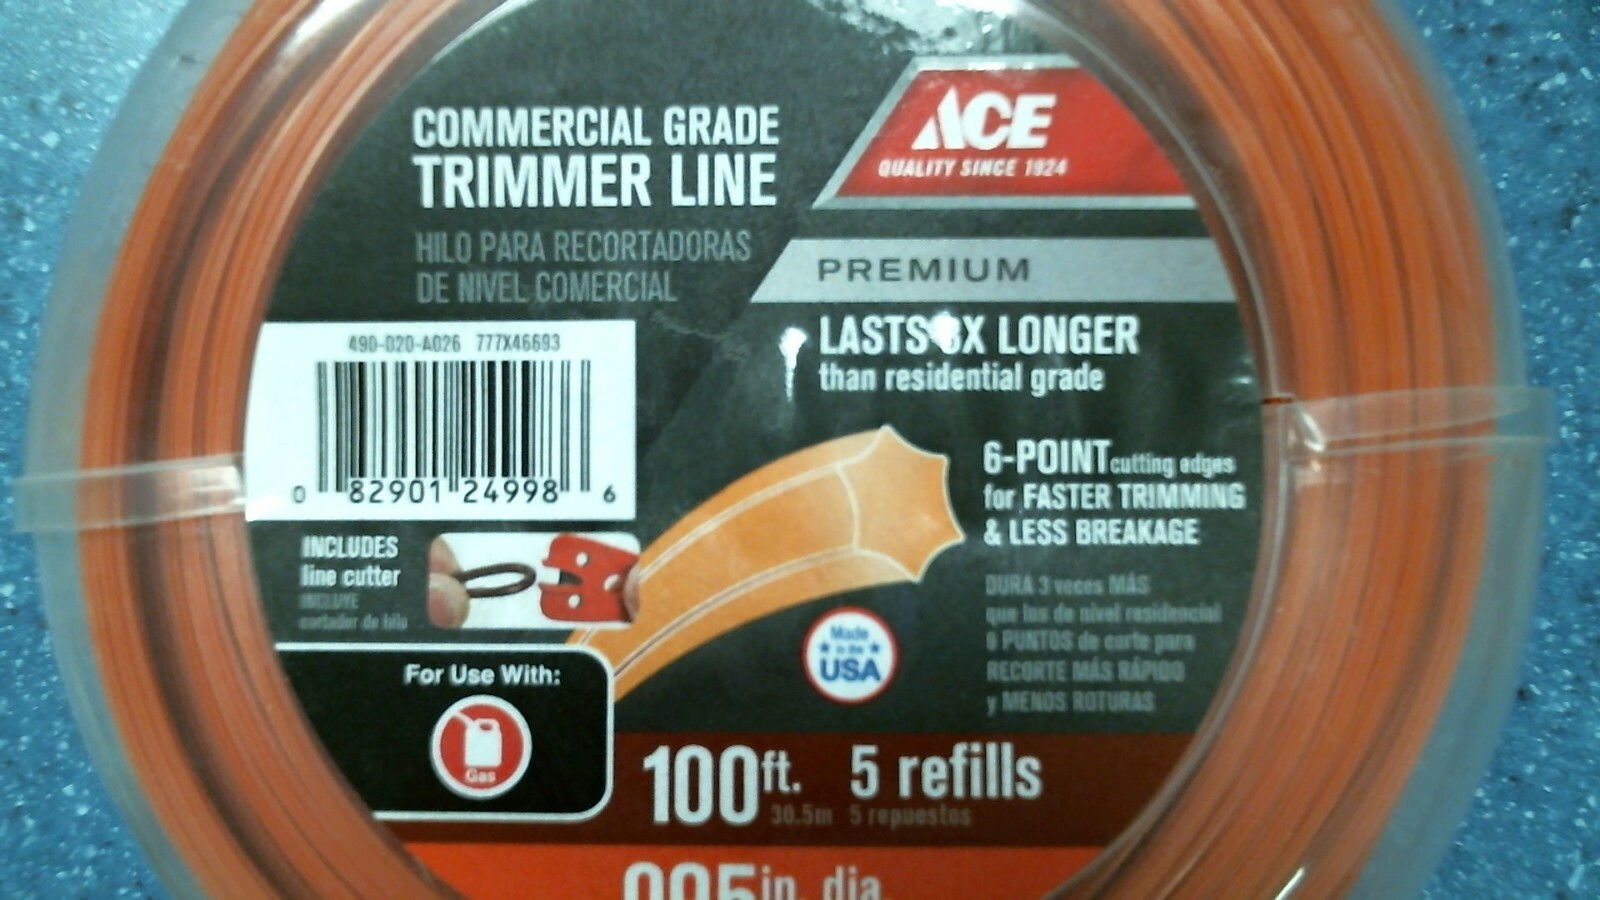 COMMERCIAL GRADE
TRIMMER LINE
HILO PARA RECORTADORAS
DE NIVEL COMERCIAL
ACE
QUALITY SINCE 1924
PREMIUM
LASTS 3X LONGER
than residential grade
490-020-A026 777X46693
0 82901 24998 6
6-POINT cutting edges
for FASTER TRIMMING
& LESS BREAKAGE
DURA 3 veces MÁS
que los de nivel residencial
6 PUNTOS de corte para
RECORTE MÁS RÁPIDO
y MENOS ROTURAS
INCLUDES
line cutter
INCLUYE
cortador de hilo
Made
in the
USA
For Use With:
Gas
100 ft. 5 refills
30.5m 5 repuestos
in. dia.